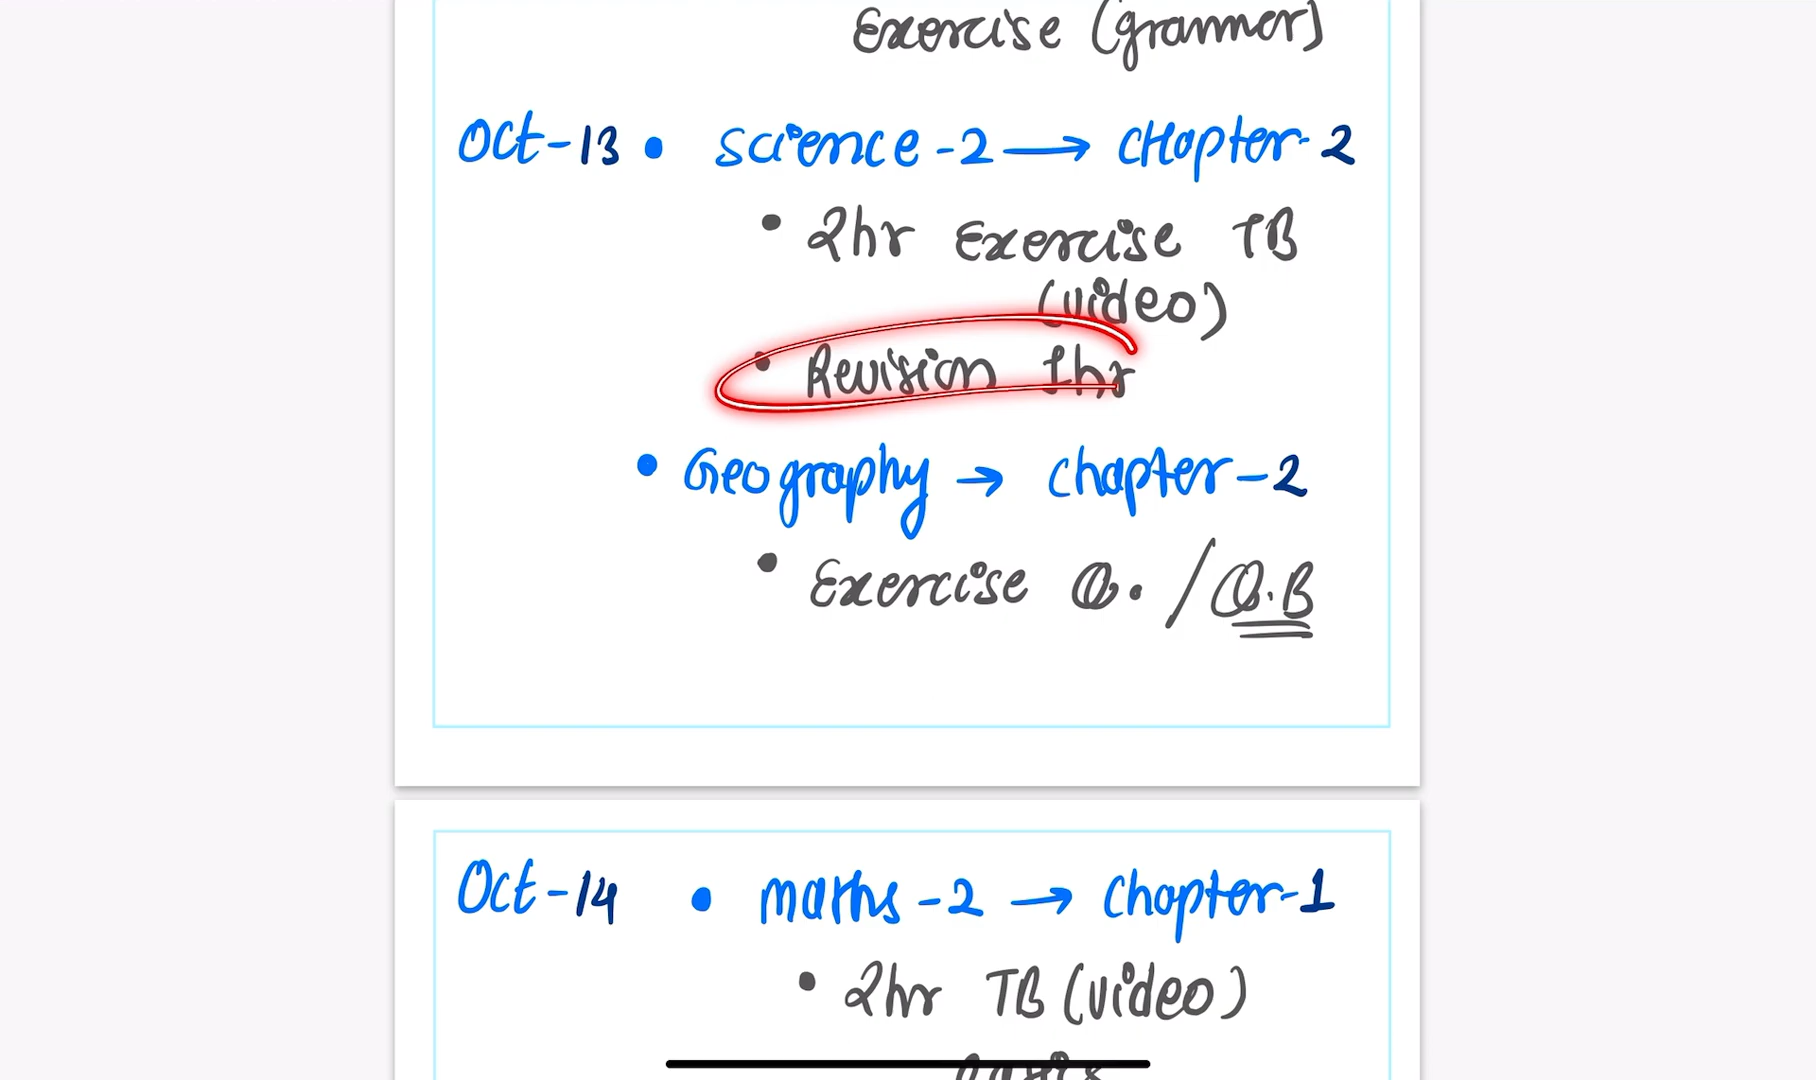 Exercise (grammer)
Oct-13 • Science-2 → Chapter-2
• 2hr Exercise TB
(video)
• Revision 1hr
• Geography → Chapter-2
• Exercise Q. / Q.B
Oct-14 • maths-2 → Chapter-1
• 2hr TB (video)